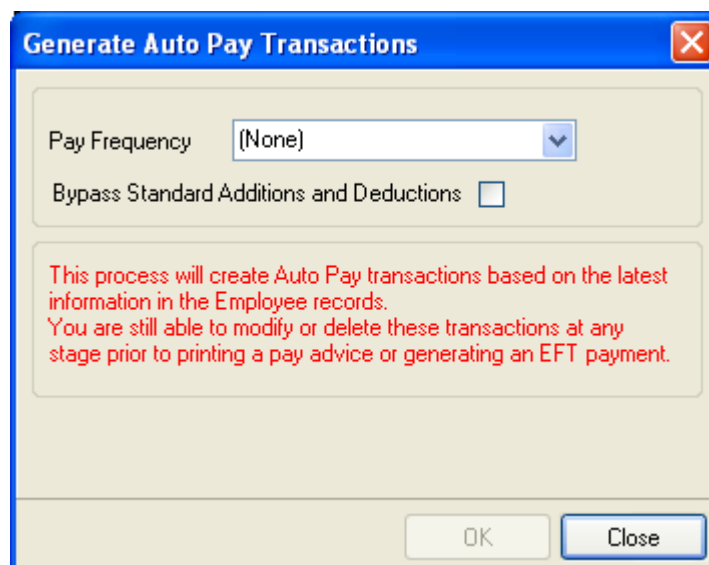 Generate Auto Pay Transactions
Pay Frequency (None)
Bypass Standard Additions and Deductions
This process will create Auto Pay transactions based on the latest
information in the Employee records.
You are still able to modify or delete these transactions at any
stage prior to printing a pay advice or generating an EFT payment.
OK Close